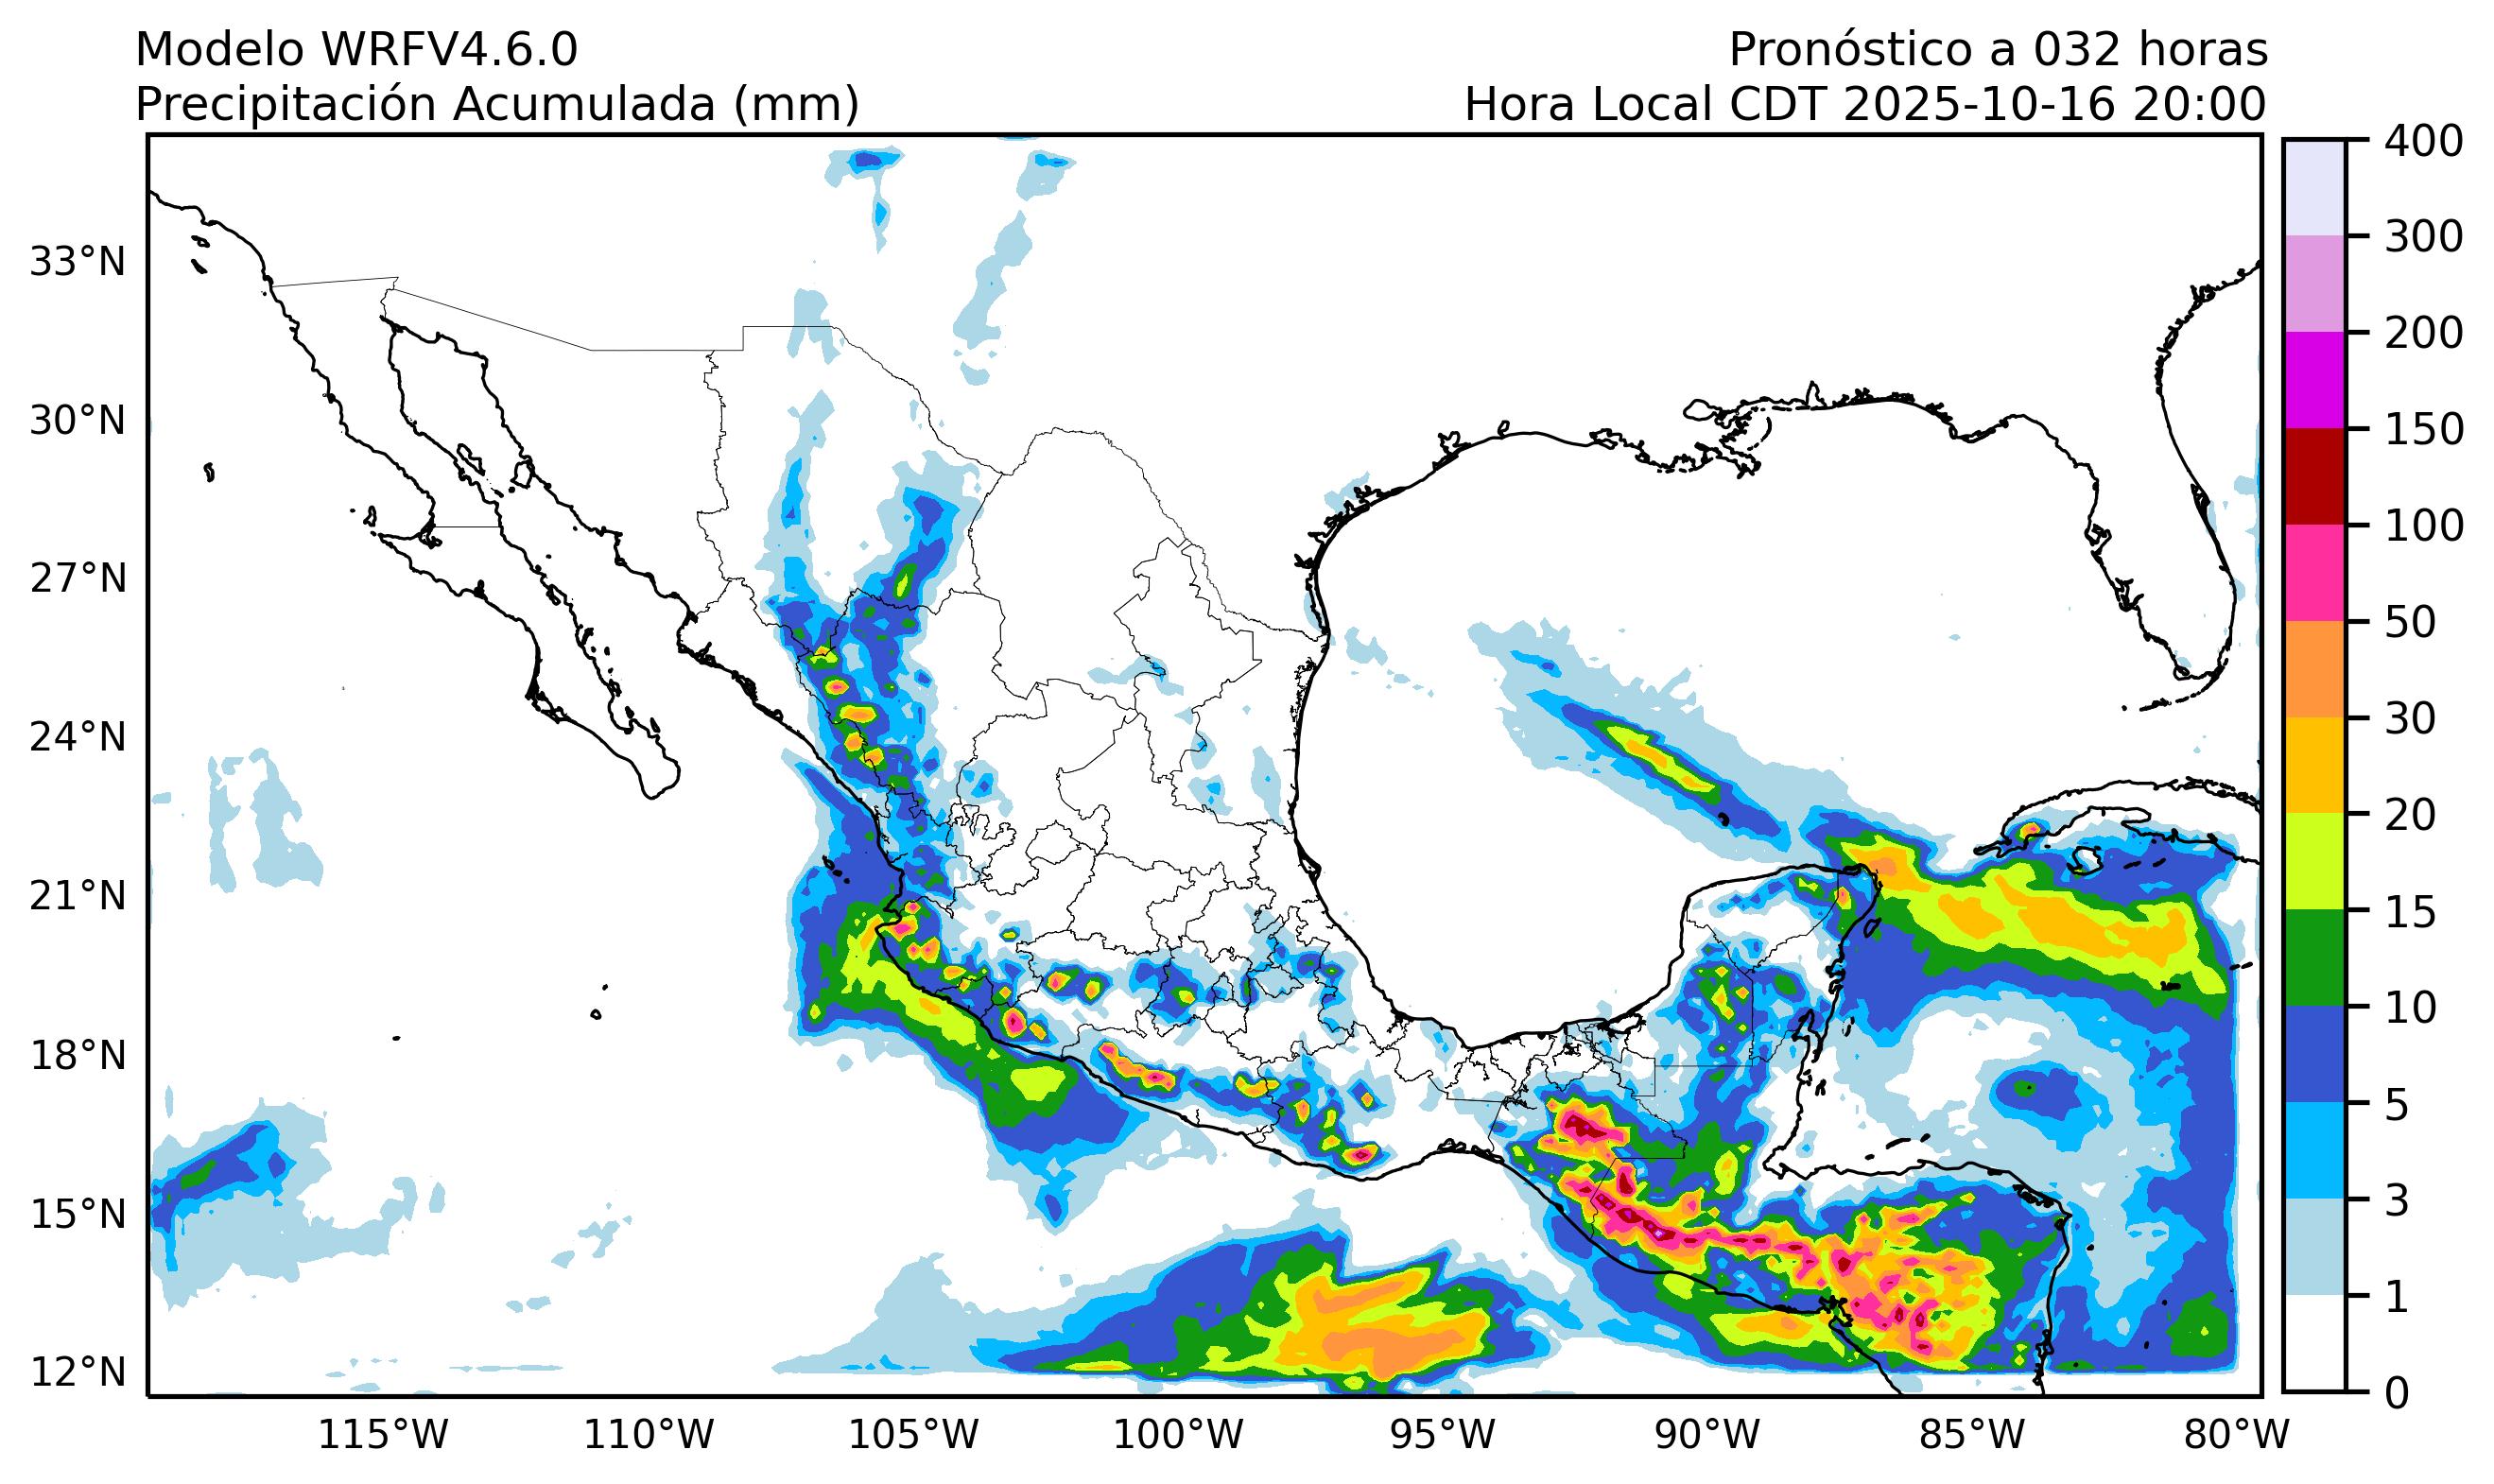 Modelo WRFV4.6.0
Pronóstico a 032 horas
Precipitación Acumulada (mm)
Hora Local CDT 2025-10-16 20:00
33°N
30°N
27°N
24°N
21°N
18°N
15°N
12°N
115°W
110°W
105°W
100°W
95°W
90°W
85°W
80°W
400
300
200
150
100
50
30
20
15
10
5
3
1
0